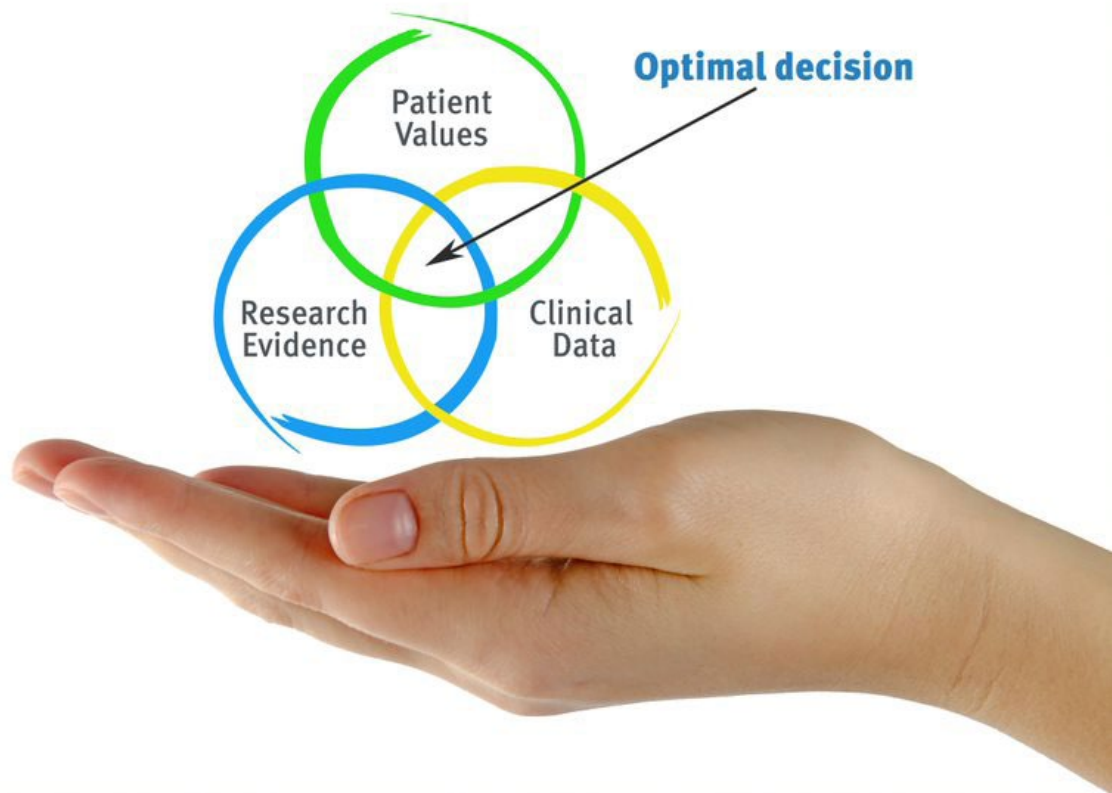 Optimal decision
Patient
Values
Research
Evidence
Clinical
Data